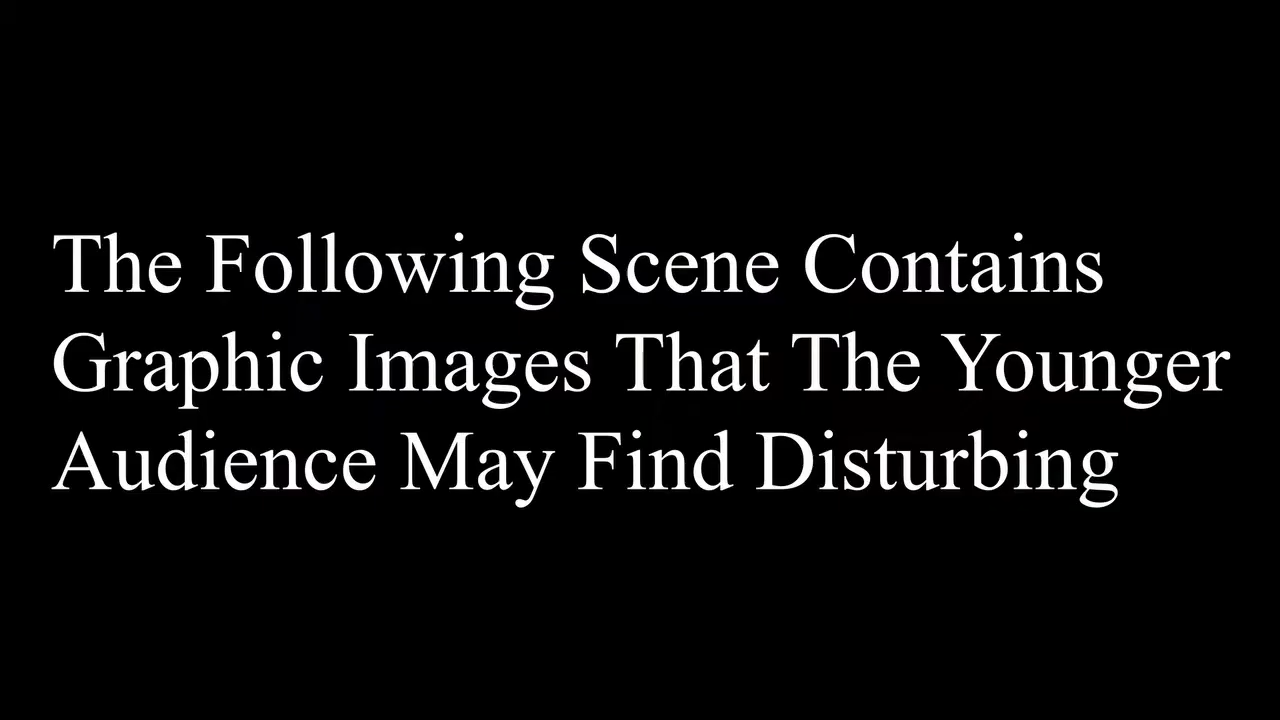 The Following Scene Contains
Graphic Images That The Younger
Audience May Find Disturbing